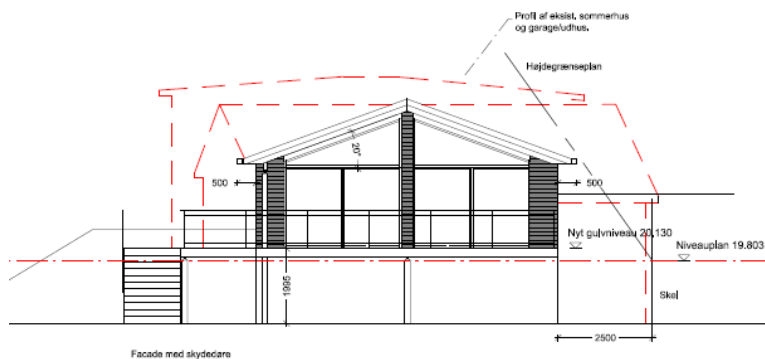 Profil af eksist. sommerhus
og garage/udhus.
Højdegrænseplan
20°
500
500
Nyt gulvniveau 20,130
Niveauplan 19.803
1995
Skel
2500
Facade med skydedøre